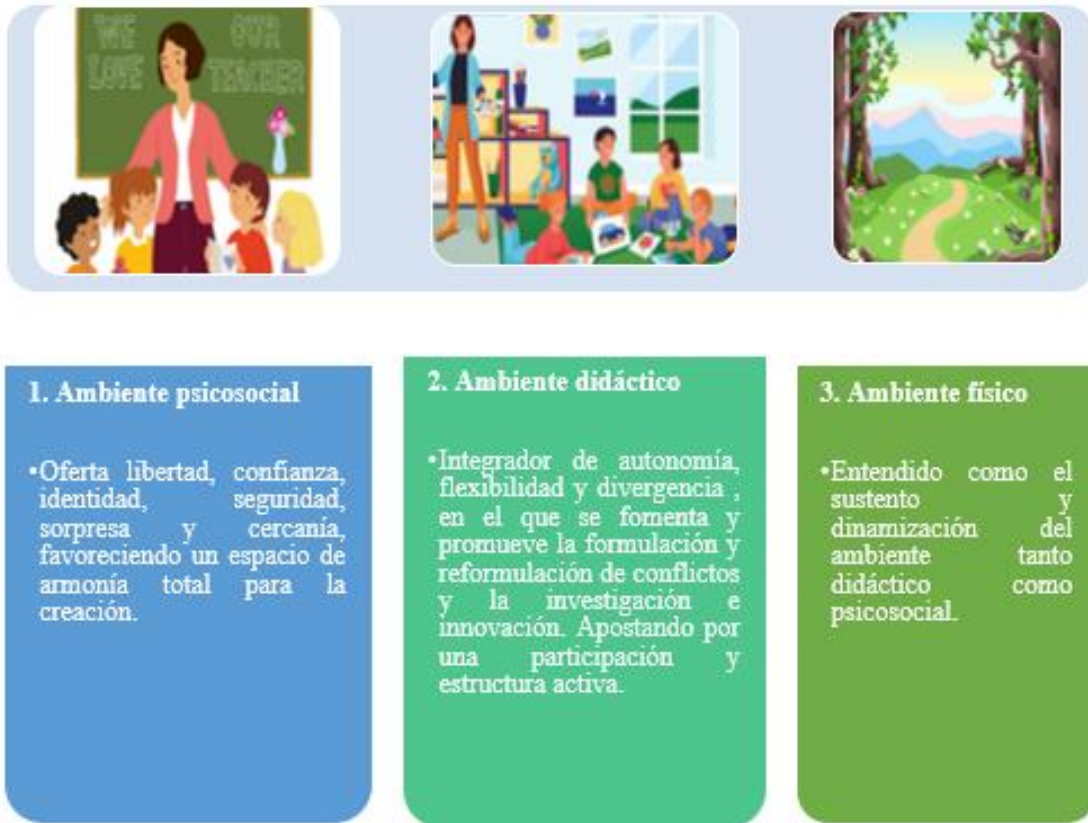 WE
LOVE
OUR
TEACHER
1. Ambiente psicosocial
•Oferta libertad, confianza,
identidad, seguridad,
sorpresa y cercanía,
favoreciendo un espacio de
armonía total para la
creación.
2. Ambiente didáctico
•Integrador de autonomía,
flexibilidad y divergencia ,
en el que se fomenta y
promueve la formulación y
reformulación de conflictos
y la investigación e
innovación. Apostando por
una participación y
estructura activa.
3. Ambiente físico
•Entendido como el
sustento y
dinamización del
ambiente tanto
didáctico como
psicosocial.